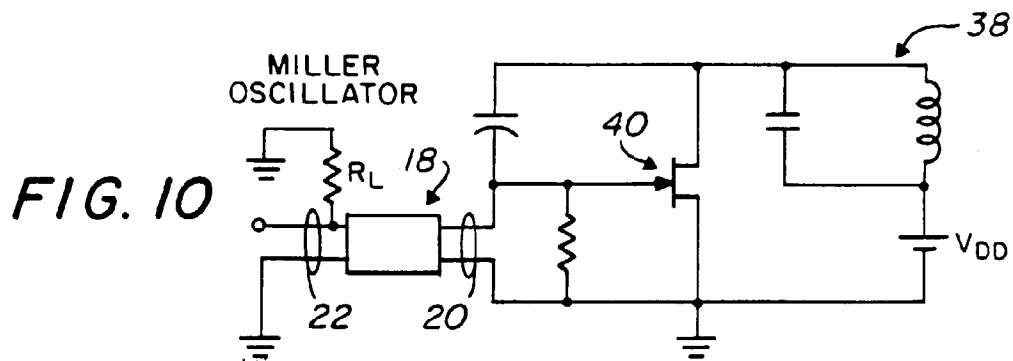 38
MILLER
OSCILLATOR
40
18
R_L
FIG. 10
V_DD
22
20